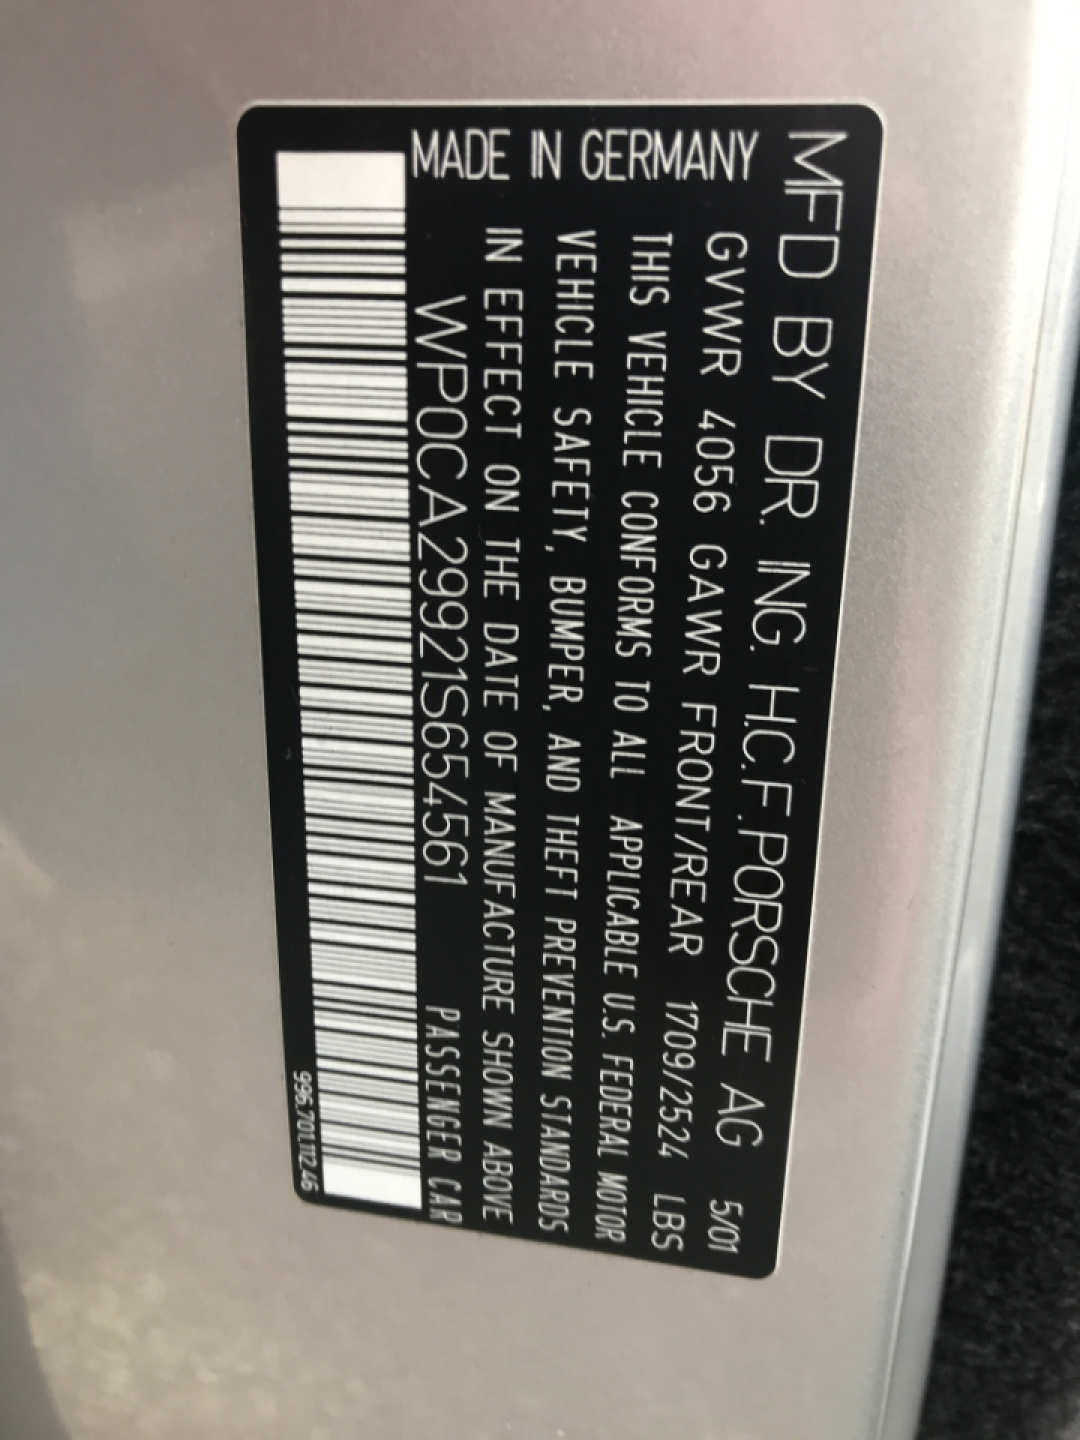 MFD BY DR. ING. H.C. F. PORSCHE AG 5/01
GVWR 4056 GAWR FRONT/REAR 1709/2524 LBS
THIS VEHICLE CONFORMS TO ALL APPLICABLE U.S. FEDERAL MOTOR
VEHICLE SAFETY, BUMPER, AND THEFT PREVENTION STANDARDS
IN EFFECT ON THE DATE OF MANUFACTURE SHOWN ABOVE
WP0CA29921S654561 PASSENGER CAR
MADE IN GERMANY
996.701.112.46